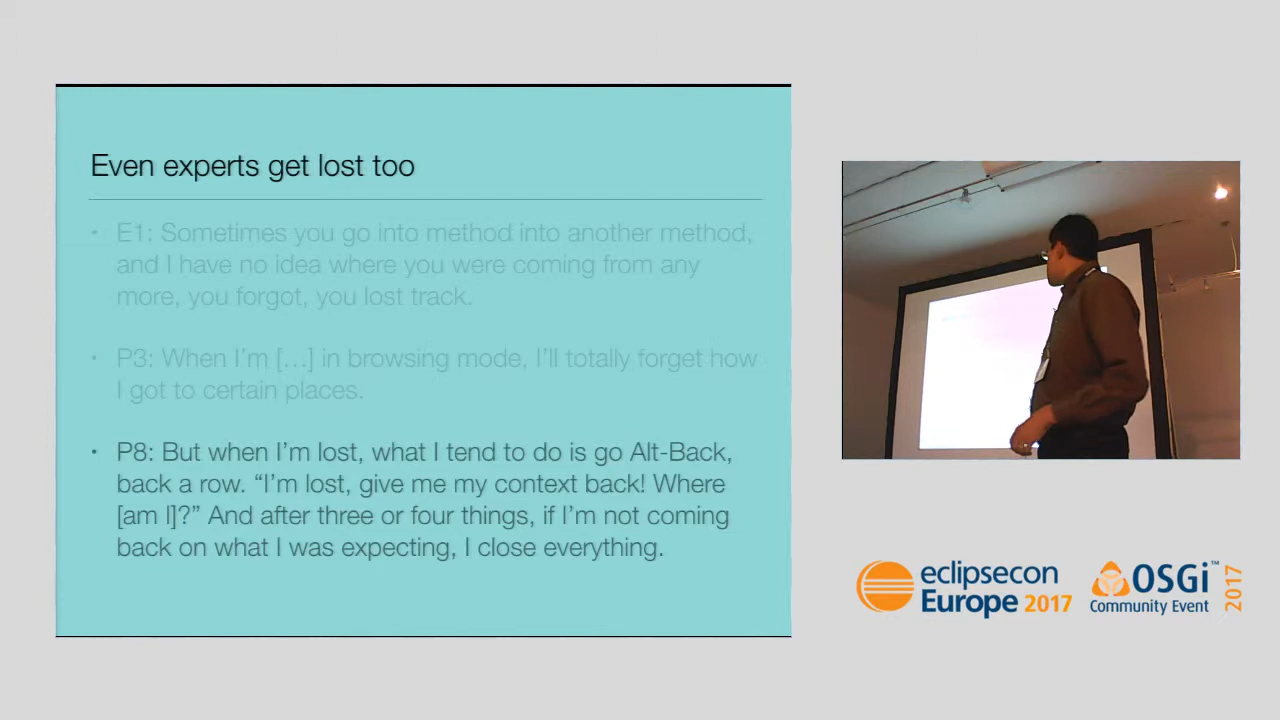 Even experts get lost too
• E1: Sometimes you go into method into another method,
and I have no idea where you were coming from any
more, you forgot, you lost track.
• P3: When I'm […] in browsing mode, I'll totally forget how
I got to certain places.
• P8: But when I'm lost, what I tend to do is go Alt-Back,
back a row. “I'm lost, give me my context back! Where
[am I]?” And after three or four things, if I'm not coming
back on what I was expecting, I close everything.
eclipsecon
Europe 2017
OSGi™
Community Event
2017